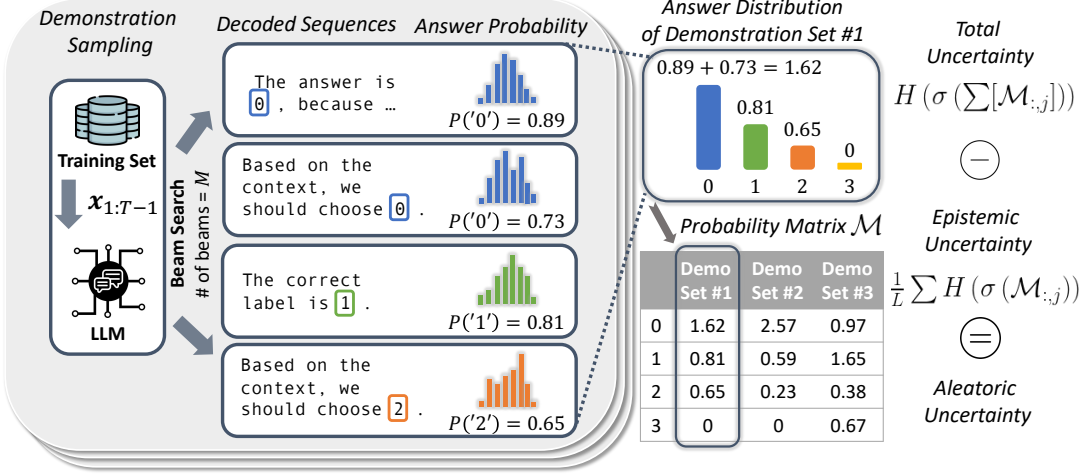 Demonstration
Sampling
Training Set
𝒙1:T−1
LLM
Beam Search
# of beams = M
Decoded Sequences
Answer Probability
The answer is
0 , because …
P('0') = 0.89
Based on the
context, we
should choose 0 .
P('0') = 0.73
The correct
label is 1 .
P('1') = 0.81
Based on the
context, we
should choose 2 .
P('2') = 0.65
Answer Distribution
of Demonstration Set #1
0.89 + 0.73 = 1.62
0.81
0.65
0
0 1 2 3
Probability Matrix ℳ
Demo Set #1 Demo Set #2 Demo Set #3
0 1.62 2.57 0.97
1 0.81 0.59 1.65
2 0.65 0.23 0.38
3 0 0 0.67
Total
Uncertainty
H (σ (∑[ℳ:,j]))
−
Epistemic
Uncertainty
1/L ∑ H (σ (ℳ:,j))
=
Aleatoric
Uncertainty